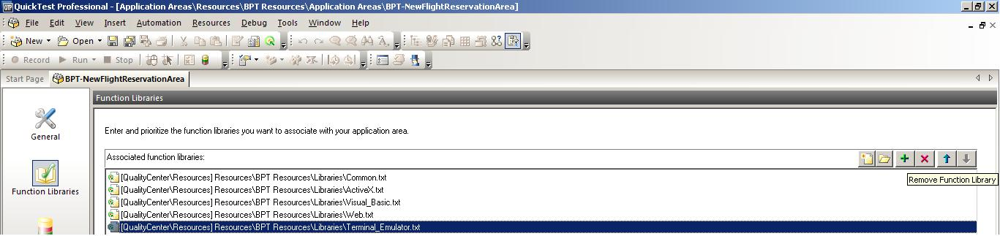 QuickTest Professional - [Application Areas\Resources\BPT Resources\Application Areas\BPT-NewFlightReservationArea]
File Edit View Insert Automation Resources Debug Tools Window Help
New Open
Record Run Stop
Start Page BPT-NewFlightReservationArea
Function Libraries
General
Function Libraries
Enter and prioritize the function libraries you want to associate with your application area.
Associated function libraries:
Remove Function Library
[QualityCenter\Resources] Resources\BPT Resources\Libraries\Common.txt
[QualityCenter\Resources] Resources\BPT Resources\Libraries\ActiveX.txt
[QualityCenter\Resources] Resources\BPT Resources\Libraries\Visual_Basic.txt
[QualityCenter\Resources] Resources\BPT Resources\Libraries\Web.txt
[QualityCenter\Resources] Resources\BPT Resources\Libraries\Terminal_Emulator.txt